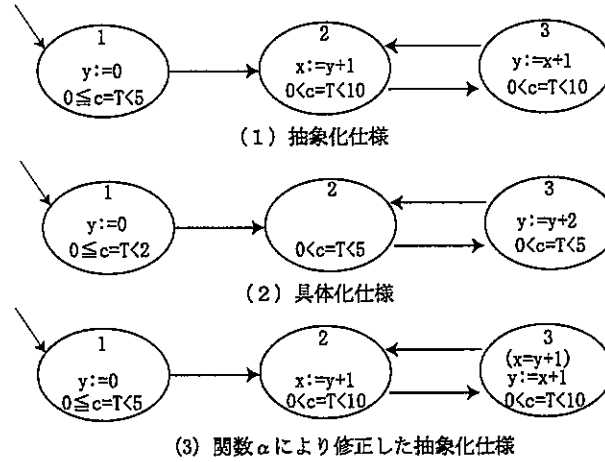 1
y:=0
0≦c=T<5
2
x:=y+1
0<c=T<10
3
y:=x+1
0<c=T<10
(1) 抽象化仕様
1
y:=0
0≦c=T<2
2
0<c=T<5
3
y:=y+2
0<c=T<5
(2) 具体化仕様
1
y:=0
0≦c=T<5
2
x:=y+1
0<c=T<10
3
(x=y+1)
y:=x+1
0<c=T<10
(3) 関数αにより修正した抽象化仕様